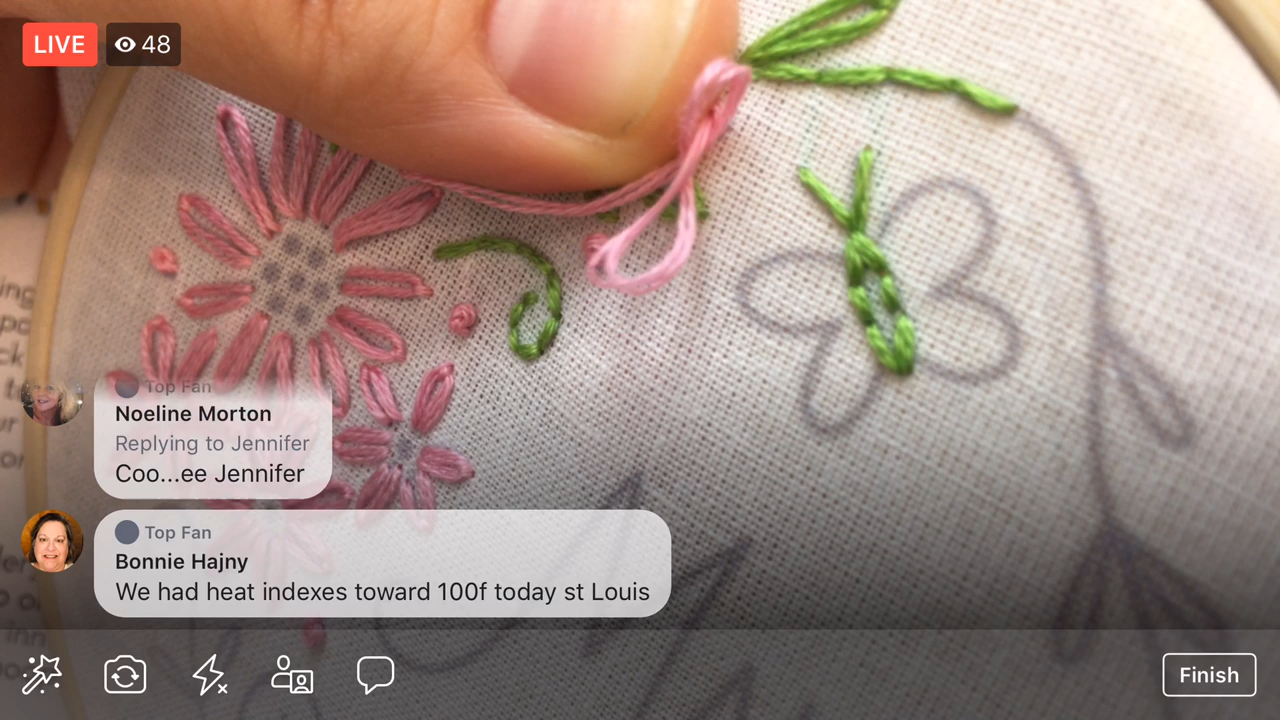 LIVE 48
Top Fan
Noeline Morton
Replying to Jennifer
Coo...ee Jennifer
Top Fan
Bonnie Hajny
We had heat indexes toward 100f today st Louis
Finish